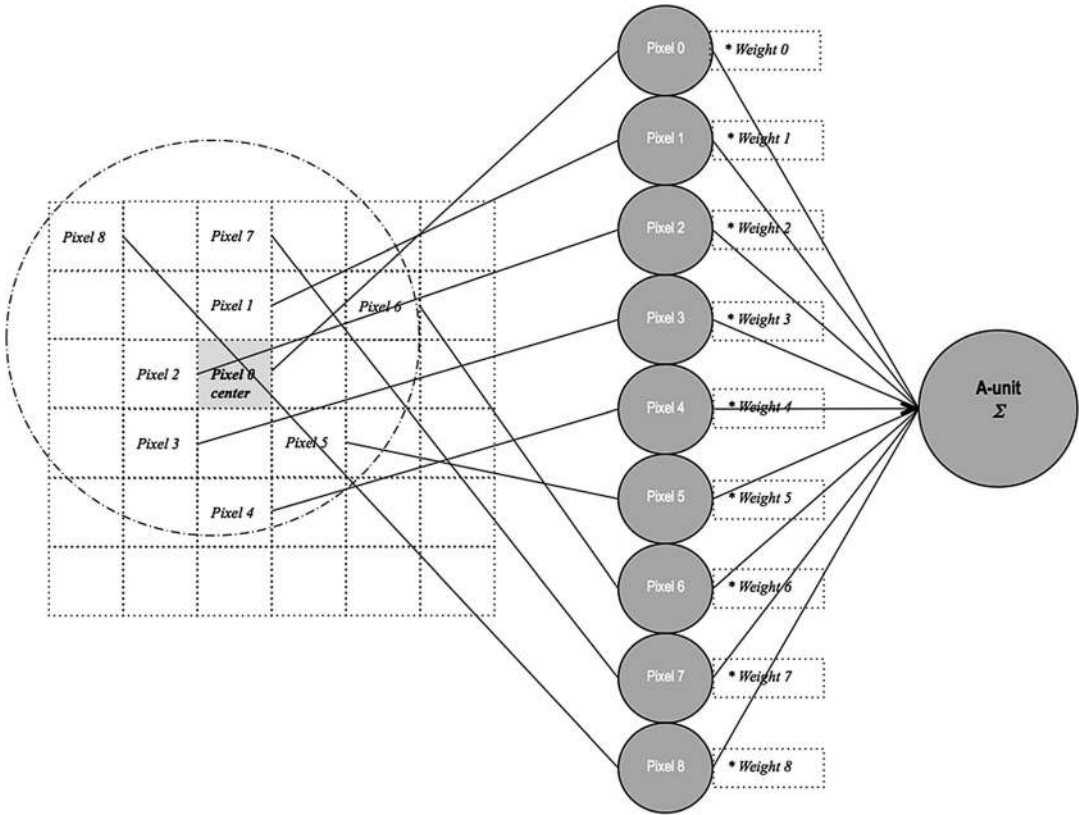 Pixel 0
* Weight 0
Pixel 1
* Weight 1
Pixel 2
* Weight 2
Pixel 3
* Weight 3
Pixel 4
* Weight 4
Pixel 5
* Weight 5
Pixel 6
* Weight 6
Pixel 7
* Weight 7
Pixel 8
* Weight 8
Pixel 8
Pixel 7
Pixel 1
Pixel 6
Pixel 2
Pixel 0
center
Pixel 3
Pixel 5
Pixel 4
A-unit
Σ